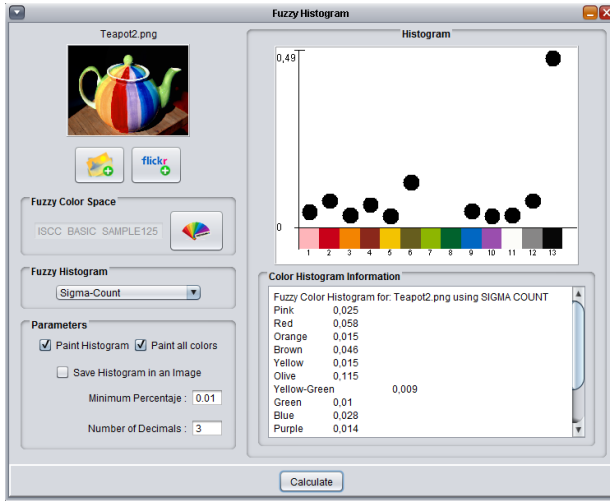 Fuzzy Histogram
Teapot2.png
flickr
Fuzzy Color Space
ISCC BASIC SAMPLE125
Fuzzy Histogram
Sigma-Count
Parameters
Paint Histogram Paint all colors
Save Histogram in an Image
Minimum Percentaje : 0.01
Number of Decimals : 3
Histogram
0,49
0
1 2 3 4 5 6 7 8 9 10 11 12 13
Color Histogram Information
Fuzzy Color Histogram for: Teapot2.png using SIGMA COUNT
Pink 0,025
Red 0,058
Orange 0,015
Brown 0,046
Yellow 0,015
Olive 0,115
Yellow-Green 0,009
Green 0,01
Blue 0,028
Purple 0,014
Calculate